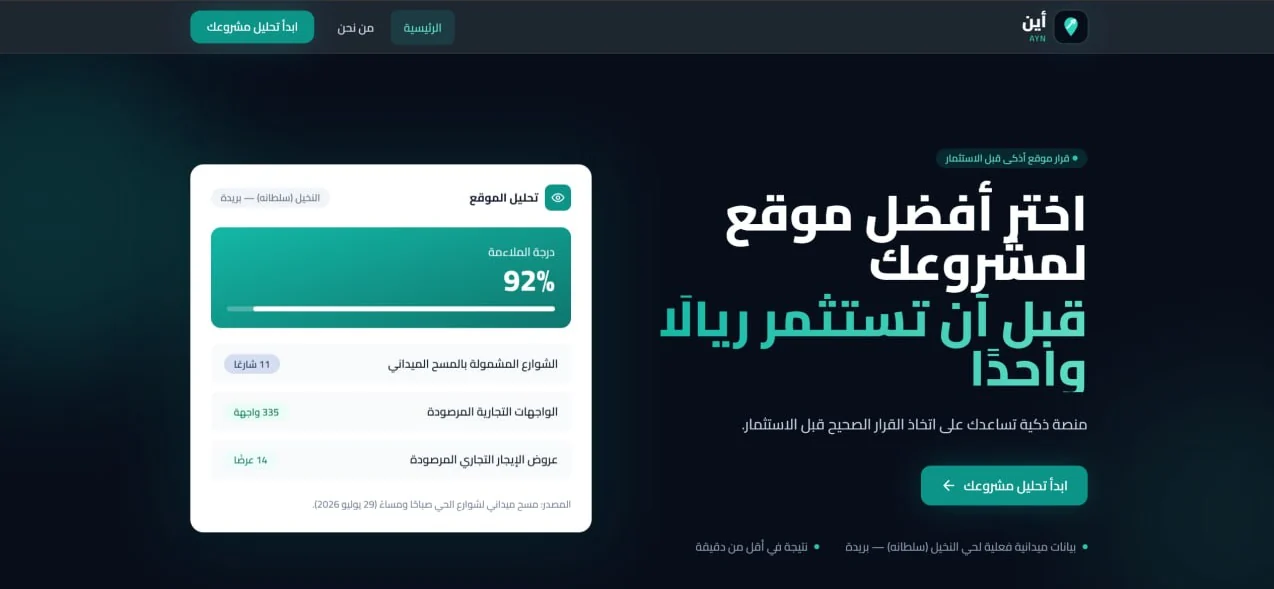 أين
AYN
الرئيسية
من نحن
ابدأ تحليل مشروعك
قرار موقع أذكى قبل الاستثمار
اختر أفضل موقع
لمشروعك
قبل أن تستثمر ريالًا
واحدًا
منصة ذكية تساعدك على اتخاذ القرار الصحيح قبل الاستثمار.
ابدأ تحليل مشروعك ←
بيانات ميدانية فعلية لحي النخيل (سلطانه) — بريدة
نتيجة في أقل من دقيقة
تحليل الموقع
النخيل (سلطانه) — بريدة
درجة الملاءمة
92%
الشوارع المشمولة بالمسح الميداني
11 شارعًا
الواجهات التجارية المرصودة
335 واجهة
عروض الإيجار التجاري المرصودة
14 عرضًا
المصدر: مسح ميداني لشوارع الحي صباحًا ومساءً (29 يوليو 2026).